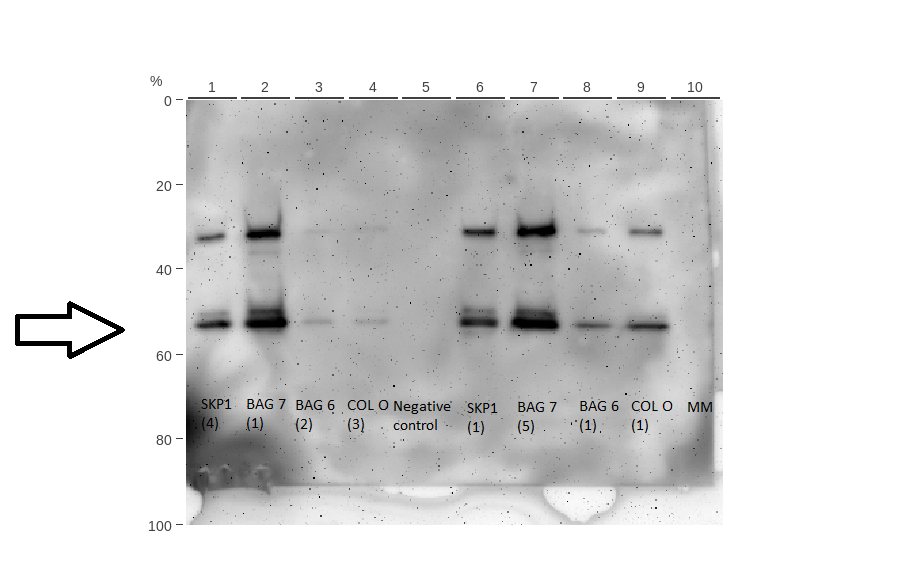 %
1 2 3 4 5 6 7 8 9 10
0
20
40
60
SKP1 BAG 7 BAG 6 COL O Negative SKP1 BAG 7 BAG 6 COL O MM
(4) (1) (2) (3) control (1) (5) (1) (1)
80
100